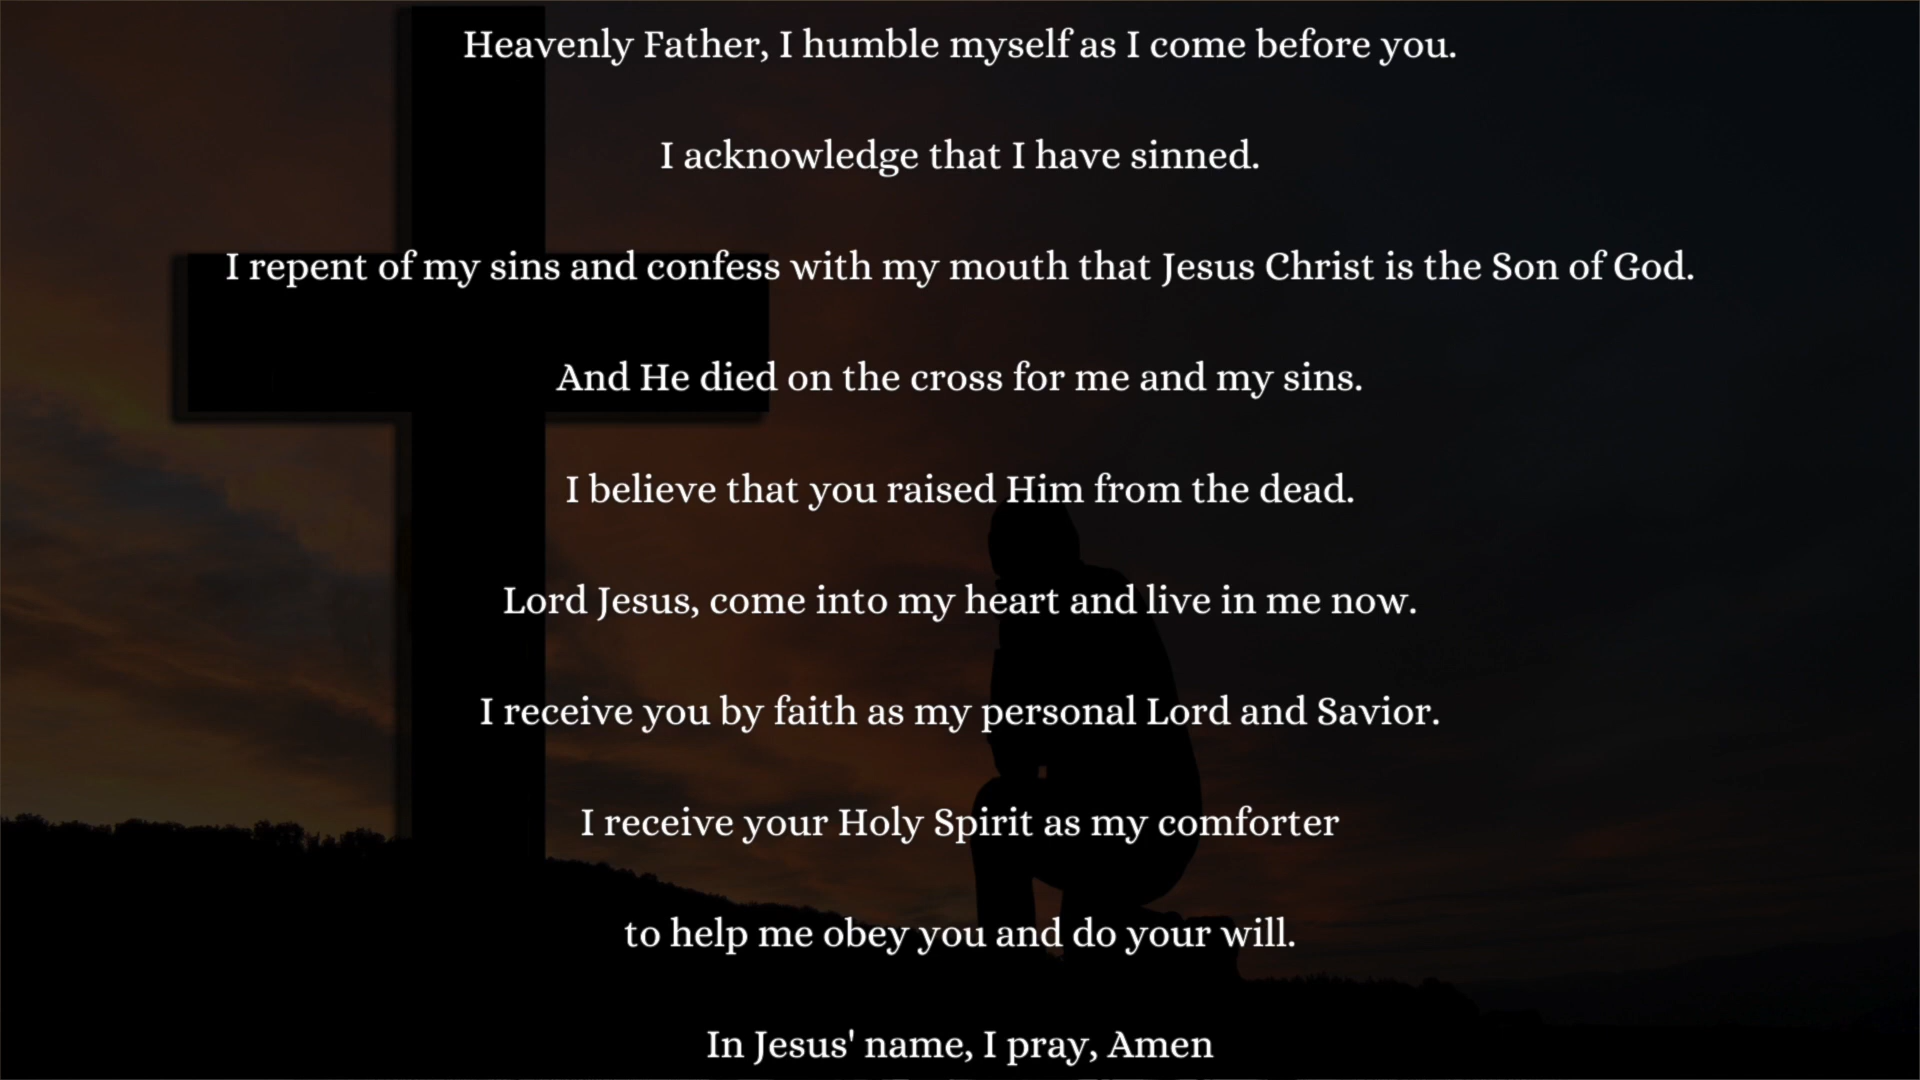 Heavenly Father, I humble myself as I come before you.
I acknowledge that I have sinned.
I repent of my sins and confess with my mouth that Jesus Christ is the Son of God.
And He died on the cross for me and my sins.
I believe that you raised Him from the dead.
Lord Jesus, come into my heart and live in me now.
I receive you by faith as my personal Lord and Savior.
I receive your Holy Spirit as my comforter
to help me obey you and do your will.
In Jesus' name, I pray, Amen